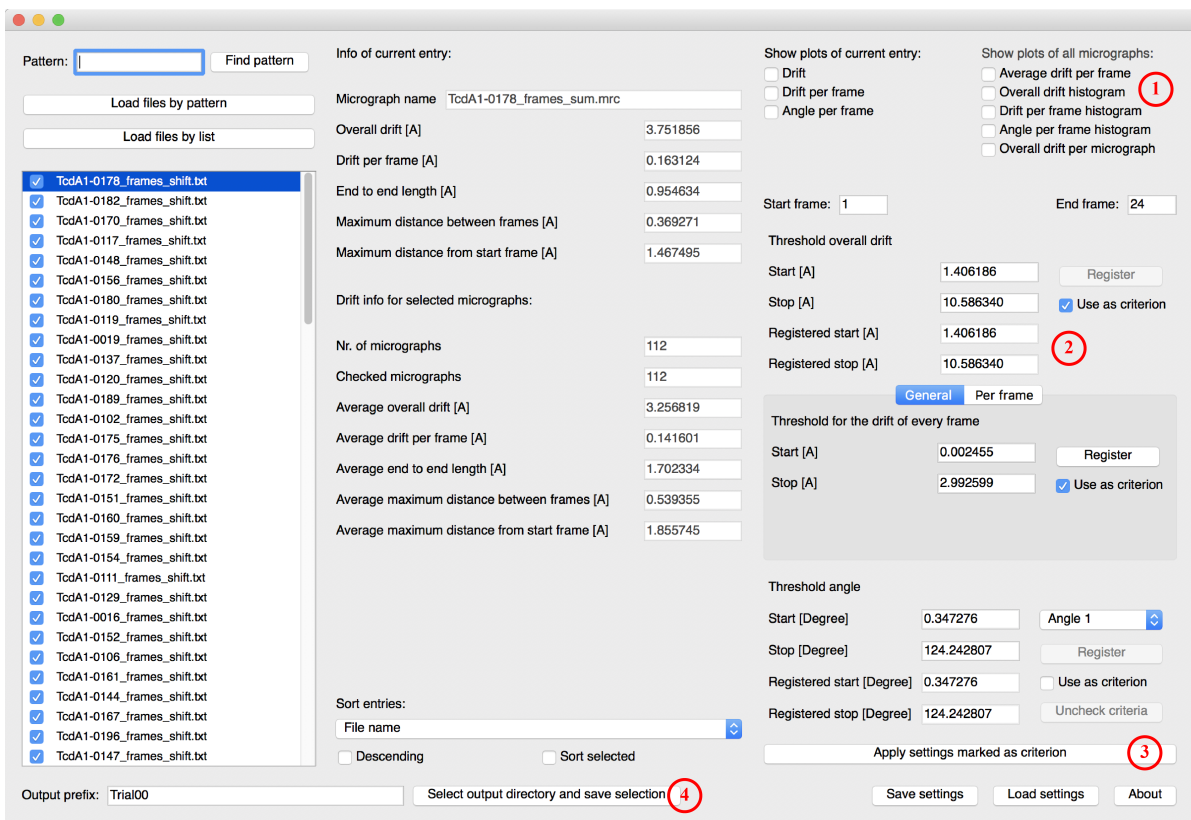 Pattern:
Find pattern
Load files by pattern
Load files by list
TcdA1-0178_frames_shift.txt
TcdA1-0182_frames_shift.txt
TcdA1-0170_frames_shift.txt
TcdA1-0117_frames_shift.txt
TcdA1-0148_frames_shift.txt
TcdA1-0156_frames_shift.txt
TcdA1-0180_frames_shift.txt
TcdA1-0119_frames_shift.txt
TcdA1-0019_frames_shift.txt
TcdA1-0137_frames_shift.txt
TcdA1-0120_frames_shift.txt
TcdA1-0189_frames_shift.txt
TcdA1-0102_frames_shift.txt
TcdA1-0175_frames_shift.txt
TcdA1-0176_frames_shift.txt
TcdA1-0172_frames_shift.txt
TcdA1-0151_frames_shift.txt
TcdA1-0160_frames_shift.txt
TcdA1-0159_frames_shift.txt
TcdA1-0154_frames_shift.txt
TcdA1-0111_frames_shift.txt
TcdA1-0129_frames_shift.txt
TcdA1-0016_frames_shift.txt
TcdA1-0152_frames_shift.txt
TcdA1-0106_frames_shift.txt
TcdA1-0161_frames_shift.txt
TcdA1-0144_frames_shift.txt
TcdA1-0167_frames_shift.txt
TcdA1-0196_frames_shift.txt
TcdA1-0147_frames_shift.txt
Output prefix: Trial00
Info of current entry:
Micrograph name TcdA1-0178_frames_sum.mrc
Overall drift [A] 3.751856
Drift per frame [A] 0.163124
End to end length [A] 0.954634
Maximum distance between frames [A] 0.369271
Maximum distance from start frame [A] 1.467495
Drift info for selected micrographs:
Nr. of micrographs 112
Checked micrographs 112
Average overall drift [A] 3.256819
Average drift per frame [A] 0.141601
Average end to end length [A] 1.702334
Average maximum distance between frames [A] 0.539355
Average maximum distance from start frame [A] 1.855745
Sort entries:
File name
Descending Sort selected
Select output directory and save selection 4
Show plots of current entry:
Drift
Drift per frame
Angle per frame
Show plots of all micrographs:
Average drift per frame
Overall drift histogram 1
Drift per frame histogram
Angle per frame histogram
Overall drift per micrograph
Start frame: 1 End frame: 24
Threshold overall drift
Start [A] 1.406186 Register
Stop [A] 10.586340 Use as criterion
Registered start [A] 1.406186
2
Registered stop [A] 10.586340
General Per frame
Threshold for the drift of every frame
Start [A] 0.002455 Register
Stop [A] 2.992599 Use as criterion
Threshold angle
Start [Degree] 0.347276 Angle 1
Stop [Degree] 124.242807 Register
Registered start [Degree] 0.347276 Use as criterion
Registered stop [Degree] 124.242807 Uncheck criteria
Apply settings marked as criterion 3
Save settings Load settings About